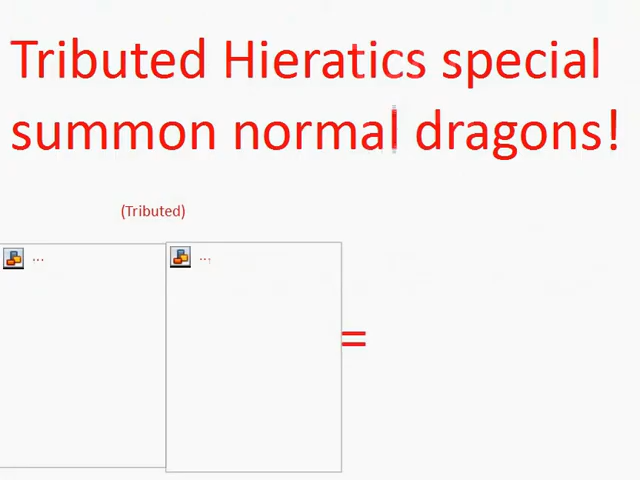 Tributed Hieratics special
summon normal dragons!
(Tributed)
... ...
=